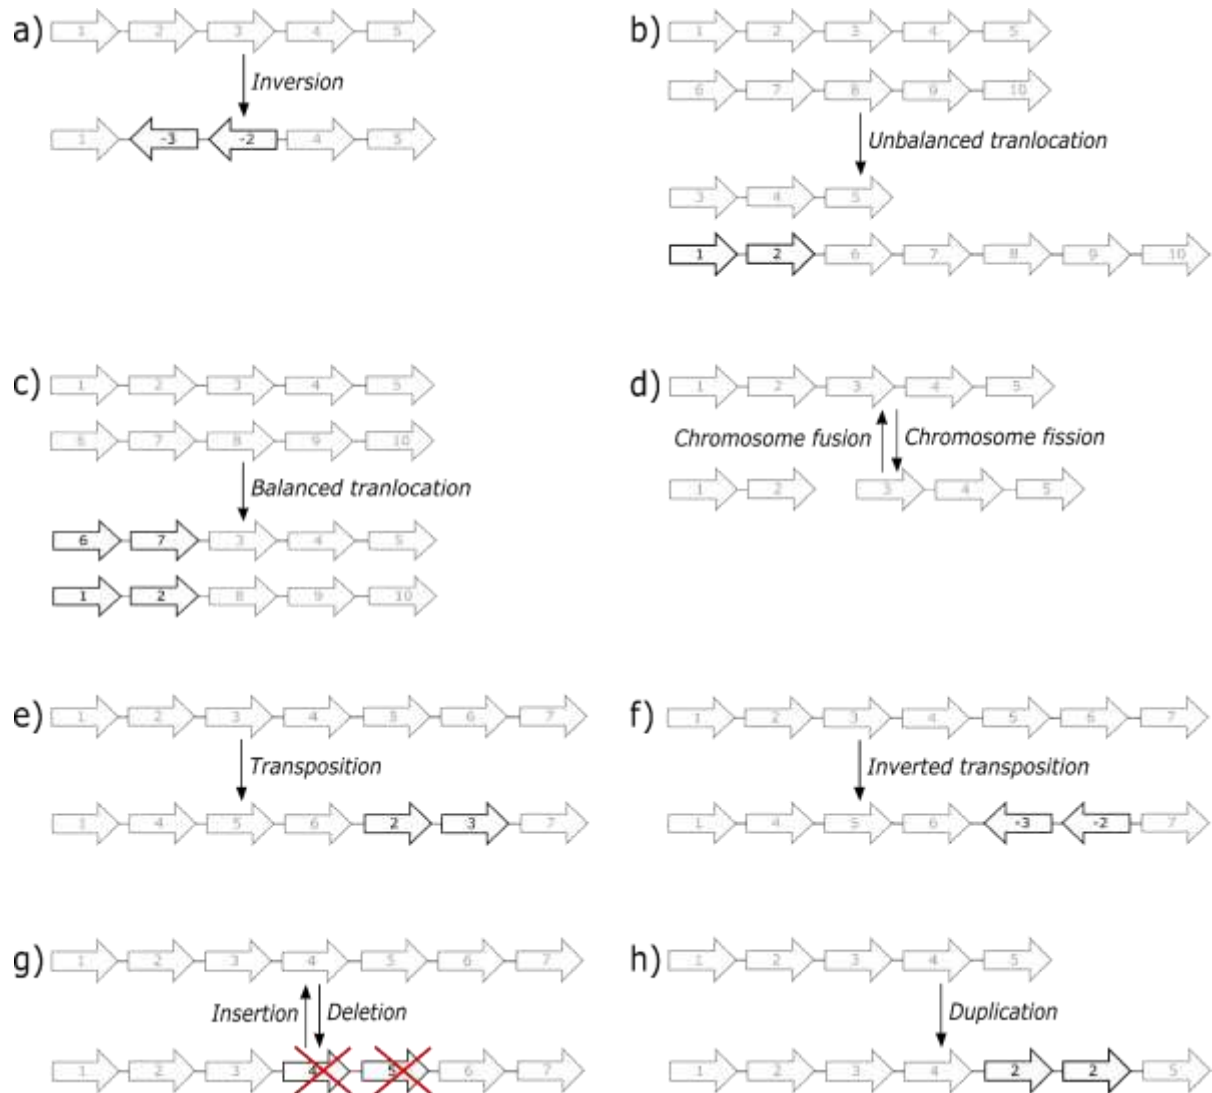 a) 1 2 3 4 5
Inversion
1 -3 -2 4 5
b) 1 2 3 4 5
6 7 8 9 10
Unbalanced tranlocation
3 4 5
1 2 6 7 8 9 10
c) 1 2 3 4 5
6 7 8 9 10
Balanced tranlocation
6 7 3 4 5
1 2 8 9 10
d) 1 2 3 4 5
Chromosome fusion Chromosome fission
1 2 3 4 5
e) 1 2 3 4 5 6 7
Transposition
1 4 5 6 2 3 7
f) 1 2 3 4 5 6 7
Inverted transposition
1 4 5 6 -3 -2 7
g) 1 2 3 4 5 6 7
Insertion Deletion
1 2 3 4 5 6 7
h) 1 2 3 4 5
Duplication
1 2 3 4 2 2 5